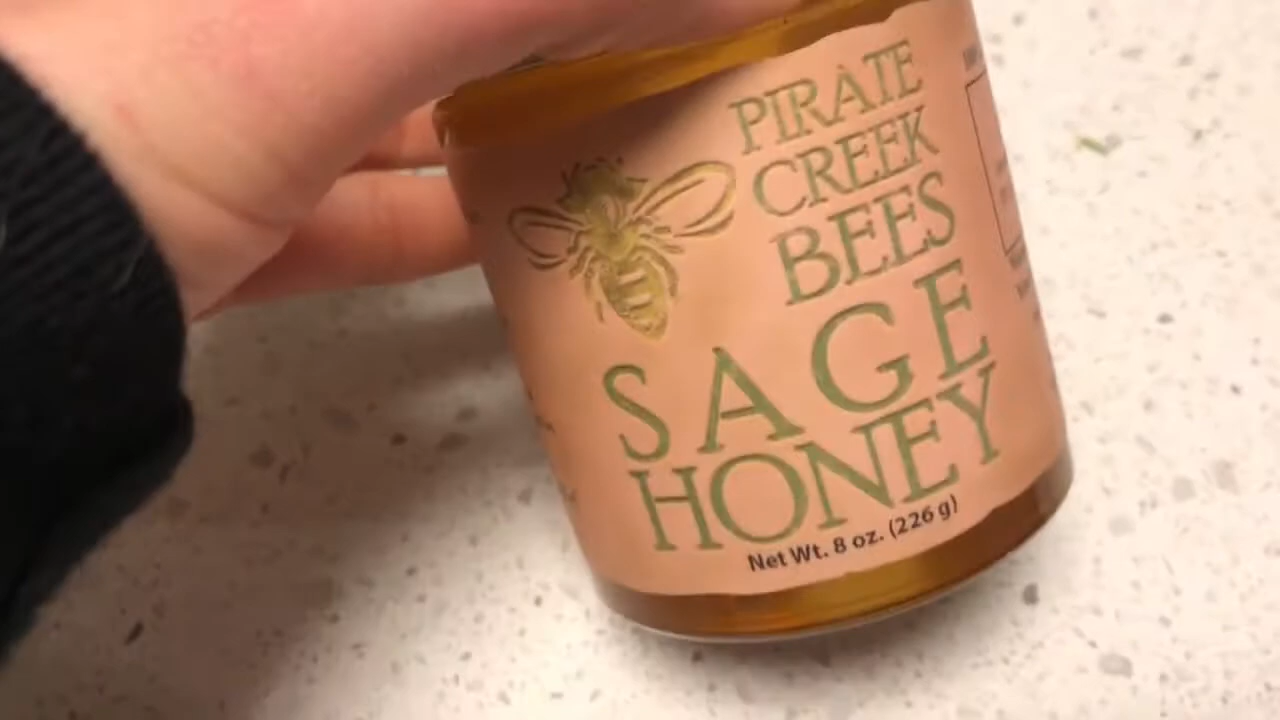 PIRATE
CREEK
BEES
SAGE
HONEY
Net Wt. 8 oz. (226 g)